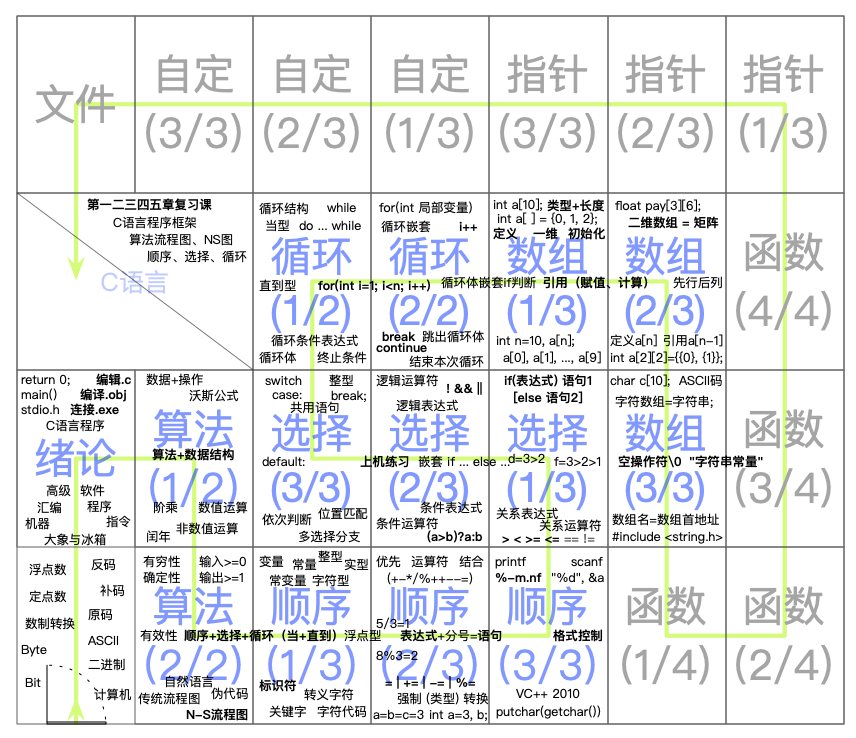 文件
自定
(3/3)
自定
(2/3)
自定
(1/3)
指针
(3/3)
指针
(2/3)
指针
(1/3)
第一二三四五章复习课
C语言程序框架
算法流程图、NS图
顺序、选择、循环
C语言
循环结构 while
当型 do ... while
循环
直到型 for(int i=1; i<n; i++)
(1/2)
循环条件表达式
循环体 终止条件
for(int 局部变量)
循环嵌套 i++
循环
循环体嵌套if判断
(2/2)
break 跳出循环体
continue
结束本次循环
int a[10]; 类型+长度
int a[ ] = {0, 1, 2};
定义 一维 初始化
数组
引用（赋值、计算）
(1/3)
int n=10, a[n];
a[0], a[1], ..., a[9]
float pay[3][6];
二维数组 = 矩阵
数组
先行后列
(2/3)
定义a[n] 引用a[n-1]
int a[2][2]={{0}, {1}};
函数
(4/4)
return 0; 编辑.c
main() 编译.obj
stdio.h 连接.exe
C语言程序
绪论
高级 软件
汇编 程序
机器 指令
大象与冰箱
数据+操作
沃斯公式
算法
算法+数据结构
(1/2)
阶乘 数值运算
闰年 非数值运算
switch 整型
case: break;
共用语句
选择
default:
(3/3)
依次判断 位置匹配
多选择分支
逻辑运算符 ! && ||
逻辑表达式
选择
上机练习 嵌套 if ... else ...
(2/3)
条件表达式
条件运算符
(a>b)?a:b
if(表达式) 语句1
[else 语句2]
选择
d=3>2 f=3>2>1
(1/3)
关系表达式
关系运算符
> < >= <= == !=
char c[10]; ASCII码
字符数组=字符串;
数组
空操作符\0 "字符串常量"
(3/3)
数组名=数组首地址
#include <string.h>
函数
(3/4)
浮点数 反码
定点数 补码
数制转换 原码
Byte ASCII
二进制
Bit 计算机
有穷性 输入>=0
确定性 输出>=1
算法
有效性 顺序+选择+循环（当+直到）
(2/2)
自然语言
传统流程图 伪代码
N-S流程图
变量 常量 整型 实型
常变量 字符型
顺序
浮点型
(1/3)
标识符 转义字符
关键字 字符代码
优先 运算符 结合
(+-*/%++--=)
顺序
5/3=1
表达式+分号=语句
8%3=2
(2/3)
= | += | -= | %=
强制 (类型) 转换
a=b=c=3 int a=3, b;
printf scanf
%-m.nf "%d", &a
顺序
格式控制
(3/3)
VC++ 2010
putchar(getchar())
函数
(1/4)
函数
(2/4)